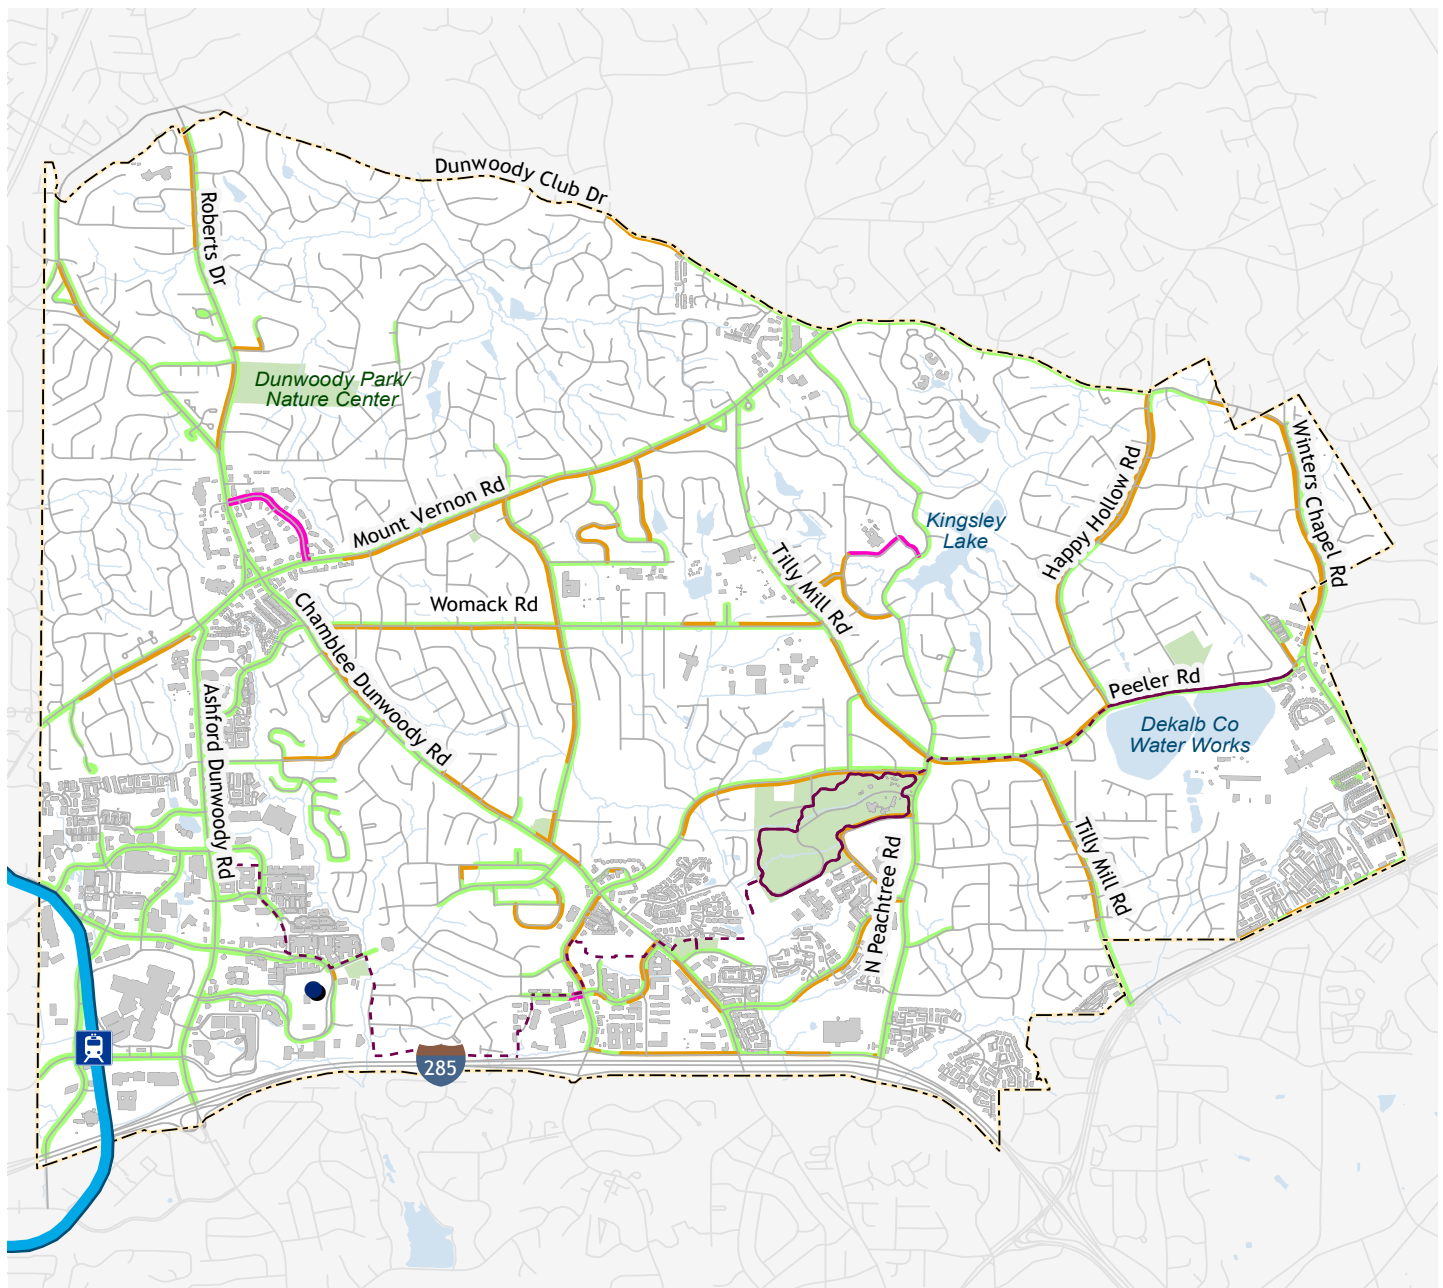 Dunwoody Club Dr
Roberts Dr
Dunwoody Park/
Nature Center
Mount Vernon Rd
Kingsley
Lake
Happy Hollow Rd
Winters Chapel Rd
Tilly Mill Rd
Womack Rd
Chamblee Dunwoody Rd
Peeler Rd
Ashford Dunwoody Rd
Dekalb Co
Water Works
Tilly Mill Rd
N Peachtree Rd
285